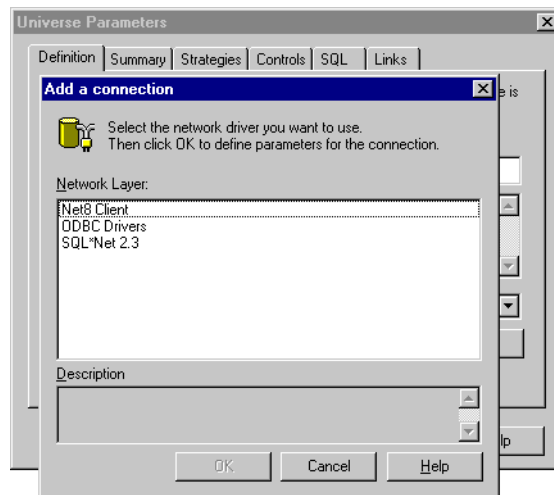 Universe Parameters
Definition Summary Strategies Controls SQL Links
Add a connection
e is
Select the network driver you want to use.
Then click OK to define parameters for the connection.
Network Layer:
Net8 Client
ODBC Drivers
SQL*Net 2.3
Description
OK Cancel Help
lp